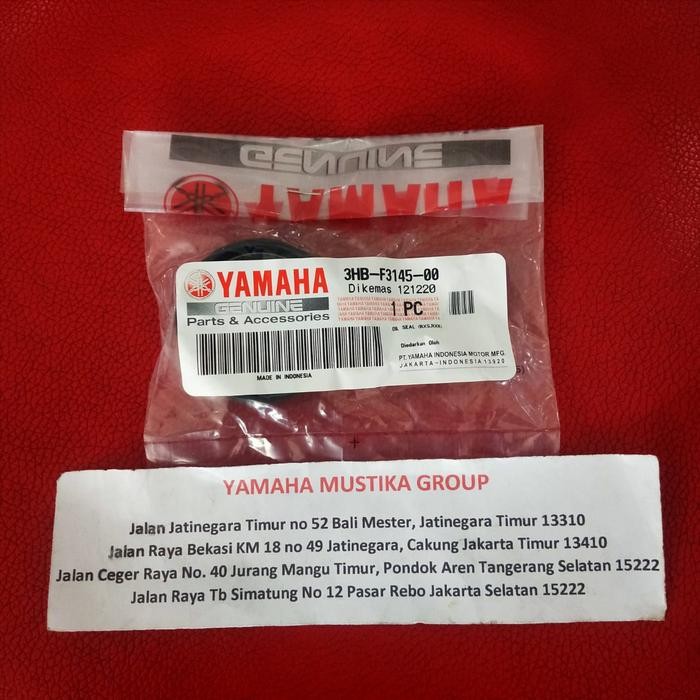 GENUINE
YAMAHA
YAMAHA
GENUINE
Parts & Accessories
MADE IN INDONESIA
3HB-F3145-00
Dikemas 121220
1 PC
OIL SEAL
Diedarkan Oleh
PT.YAMAHA INDONESIA MOTOR MFG.
JAKARTA-INDONESIA 13920
YAMAHA MUSTIKA GROUP
Jalan Jatinegara Timur no 52 Bali Mester, Jatinegara Timur 13310
Jalan Raya Bekasi KM 18 no 49 Jatinegara, Cakung Jakarta Timur 13410
Jalan Ceger Raya No. 40 Jurang Mangu Timur, Pondok Aren Tangerang Selatan 15222
Jalan Raya Tb Simatung No 12 Pasar Rebo Jakarta Selatan 15222